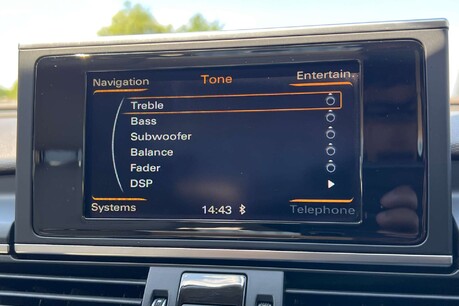 Navigation Tone Entertain.
Treble
Bass
Subwoofer
Balance
Fader
DSP
Systems 14:43 Telephone